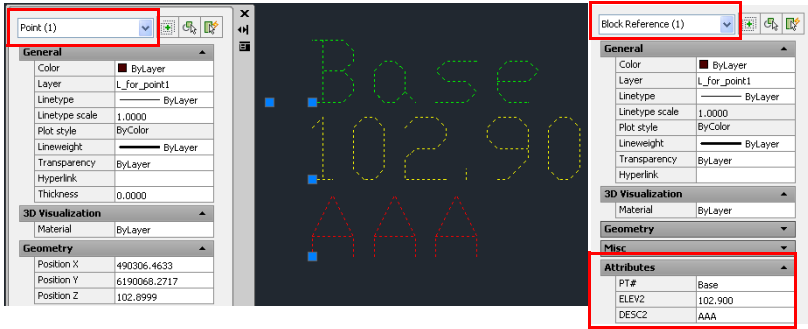 Point (1)
General
Color ByLayer
Layer L_for_point1
Linetype ByLayer
Linetype scale 1.0000
Plot style ByColor
Lineweight ByLayer
Transparency ByLayer
Hyperlink
Thickness 0.0000
3D Visualization
Material ByLayer
Geometry
Position X 490306.4633
Position Y 6190068.2717
Position Z 102.8999
Base
102.90
AAA
Block Reference (1)
General
Color ByLayer
Layer L_for_point1
Linetype ByLayer
Linetype scale 1.0000
Plot style ByColor
Lineweight ByLayer
Transparency ByLayer
Hyperlink
3D Visualization
Material ByLayer
Geometry
Misc
Attributes
PT# Base
ELEV2 102.900
DESC2 AAA